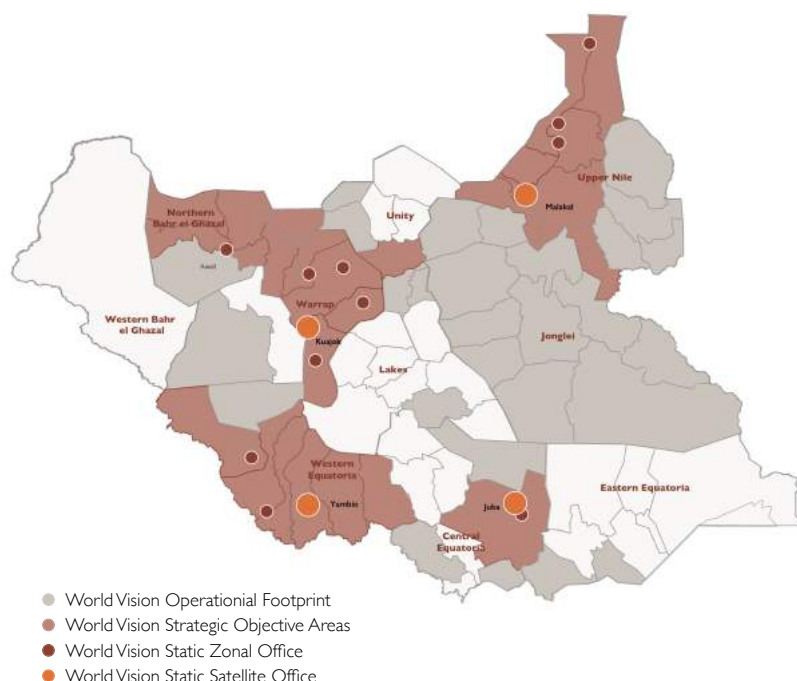 Upper Nile
Malakal
Unity
Northern
Bahr el Ghazal
Aweil
Warrap
Kuajok
Western Bahr
el Ghazal
Jonglei
Lakes
Western
Equatoria
Yambio
Juba
Eastern Equatoria
Central
Equatoria
World Vision Operationial Footprint
World Vision Strategic Objective Areas
World Vision Static Zonal Office
World Vision Static Satellite Office